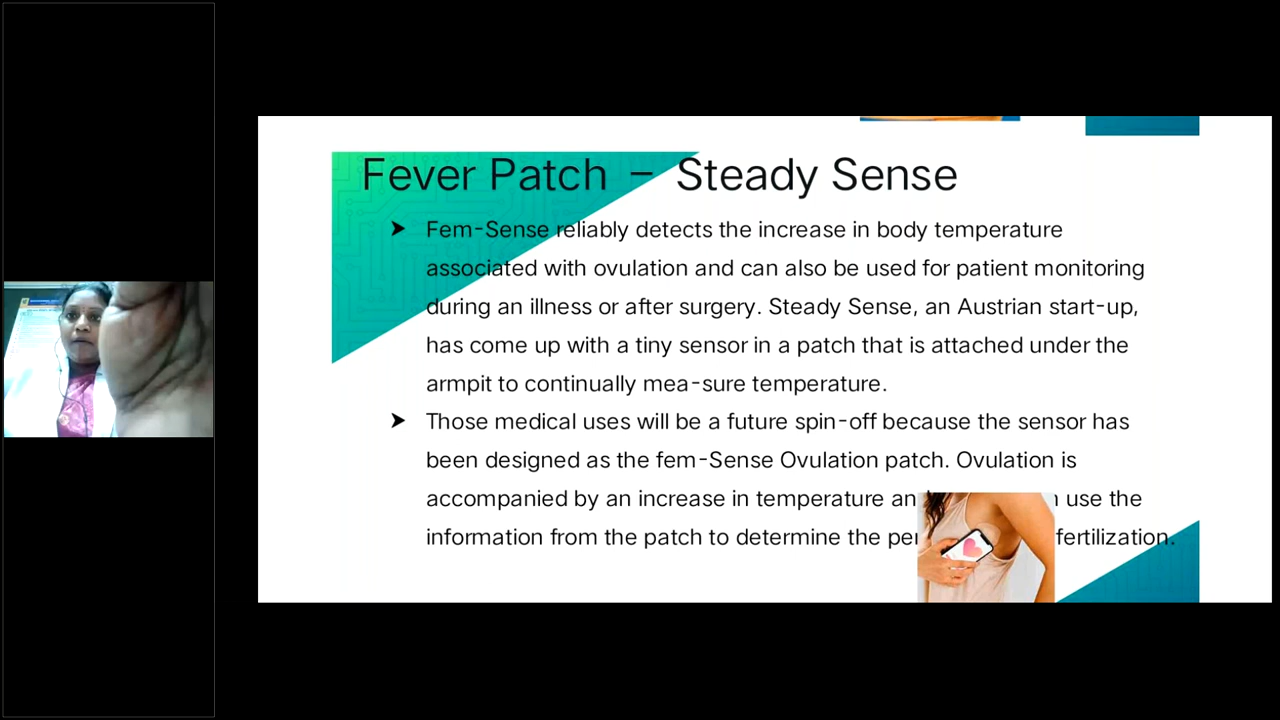 Fever Patch – Steady Sense
➤ Fem-Sense reliably detects the increase in body temperature
associated with ovulation and can also be used for patient monitoring
during an illness or after surgery. Steady Sense, an Austrian start-up,
has come up with a tiny sensor in a patch that is attached under the
armpit to continually mea-sure temperature.
➤ Those medical uses will be a future spin-off because the sensor has
been designed as the fem-Sense Ovulation patch. Ovulation is
accompanied by an increase in temperature use the
information from the patch to determine the fertilization.